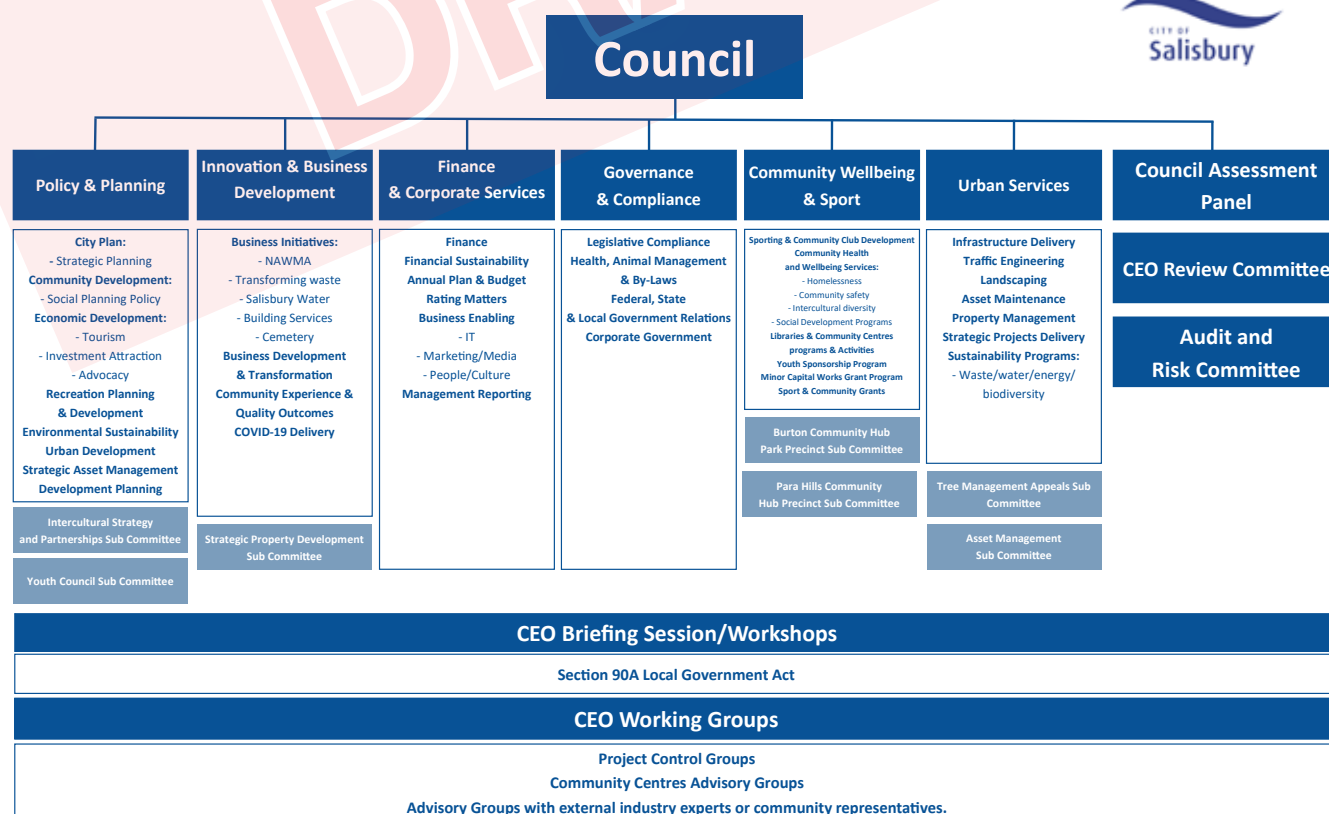 Council
CITY OF
Salisbury
Policy & Planning
City Plan:
- Strategic Planning
Community Development:
- Social Planning Policy
Economic Development:
- Tourism
- Investment Attraction
- Advocacy
Recreation Planning
& Development
Environmental Sustainability
Urban Development
Strategic Asset Management
Development Planning
Intercultural Strategy
and Partnerships Sub Committee
Youth Council Sub Committee
Innovation & Business
Development
Business Initiatives:
- NAWMA
- Transforming waste
- Salisbury Water
- Building Services
- Cemetery
Business Development
& Transformation
Community Experience &
Quality Outcomes
COVID-19 Delivery
Strategic Property Development
Sub Committee
Finance
& Corporate Services
Finance
Financial Sustainability
Annual Plan & Budget
Rating Matters
Business Enabling
- IT
- Marketing/Media
- People/Culture
Management Reporting
Governance
& Compliance
Legislative Compliance
Health, Animal Management
& By-Laws
Federal, State
& Local Government Relations
Corporate Government
Community Wellbeing
& Sport
Sporting & Community Club Development
Community Health
and Wellbeing Services:
- Homelessness
- Community safety
- Intercultural diversity
- Social Development Programs
Libraries & Community Centres
programs & Activities
Youth Sponsorship Program
Minor Capital Works Grant Program
Sport & Community Grants
Burton Community Hub
Park Precinct Sub Committee
Para Hills Community
Hub Precinct Sub Committee
Urban Services
Infrastructure Delivery
Traffic Engineering
Landscaping
Asset Maintenance
Property Management
Strategic Projects Delivery
Sustainability Programs:
- Waste/water/energy/
biodiversity
Tree Management Appeals Sub
Committee
Asset Management
Sub Committee
Council Assessment
Panel
CEO Review Committee
Audit and
Risk Committee
CEO Briefing Session/Workshops
Section 90A Local Government Act
CEO Working Groups
Project Control Groups
Community Centres Advisory Groups
Advisory Groups with external industry experts or community representatives.